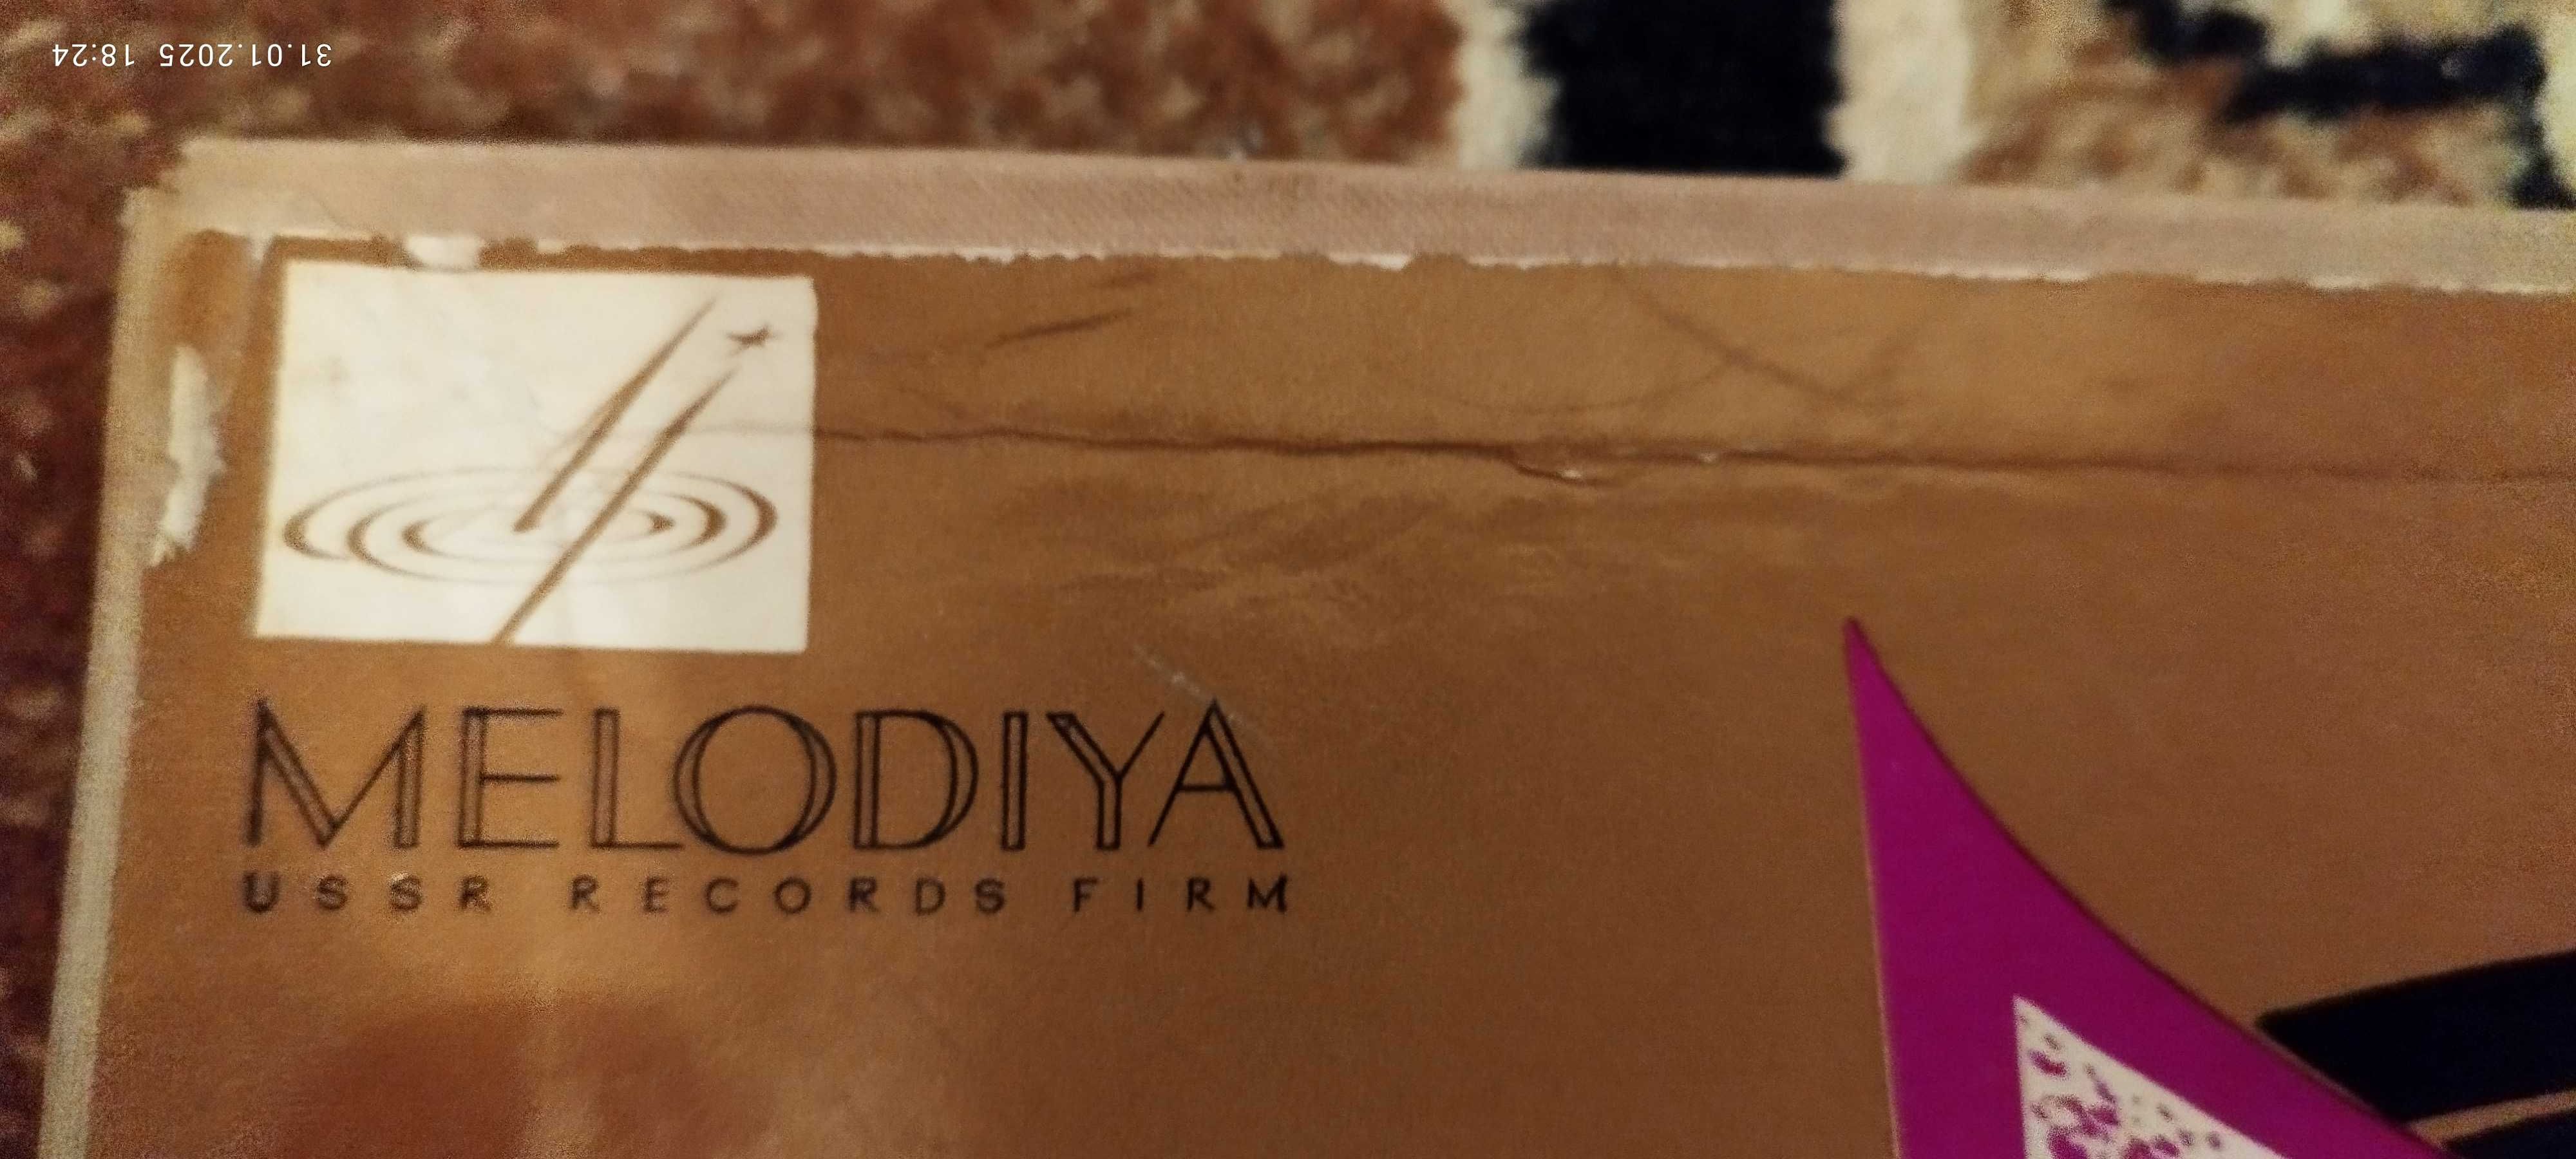 31.01.2025 18:24
MELODIYA
USSR RECORDS FIRM